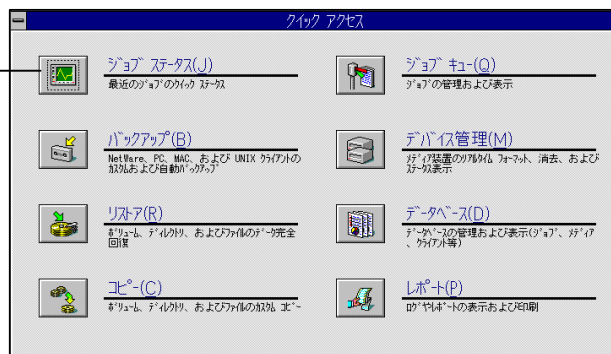 クイック アクセス
ジョブ ステータス(J)
最近のジョブのクイック ステータス
バックアップ(B)
NetWare、PC、MAC、および UNIX クライアントの
カスタムおよび自動バックアップ
リストア(R)
ボリューム、ディレクトリ、およびファイルのデータ完全
回復
コピー(C)
ボリューム、ディレクトリ、およびファイルのカスタム コピー
ジョブ キュー(Q)
ジョブの管理および表示
デバイス管理(M)
メディア装置のリアルタイム フォーマット、消去、および
ステータス表示
データベース(D)
データベースの管理および表示(ジョブ、メディア
、クライアント等)
レポート(P)
ログやレポートの表示および印刷